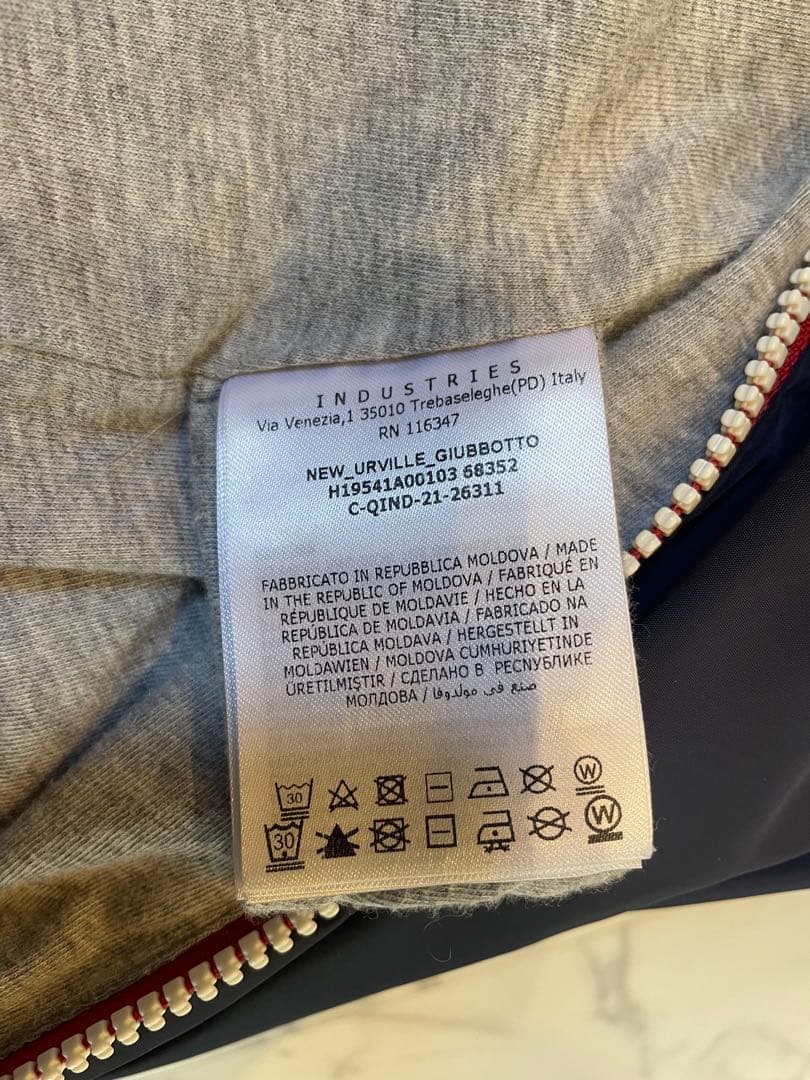 INDUSTRIES
Via Venezia,1 35010 Trebaseleghe(PD) Italy
RN 116347
NEW_URVILLE_GIUBBOTTO
H19541A00103 68352
C-QIND-21-26311
FABBRICATO IN REPUBBLICA MOLDOVA / MADE
IN THE REPUBLIC OF MOLDOVA / FABRIQUÉ EN
RÉPUBLIQUE DE MOLDAVIE / HECHO EN LA
REPÚBLICA DE MOLDAVIA / FABRICADO NA
REPÚBLICA MOLDAVA / HERGESTELLT IN
MOLDAWIEN / MOLDOVA CUMHURIYETINDE
ÜRETILMIŞTIR / СДЕЛАНО В РЕСПУБЛИКЕ
МОЛДОВА / صنع في مولدوفا
30 W
30 W